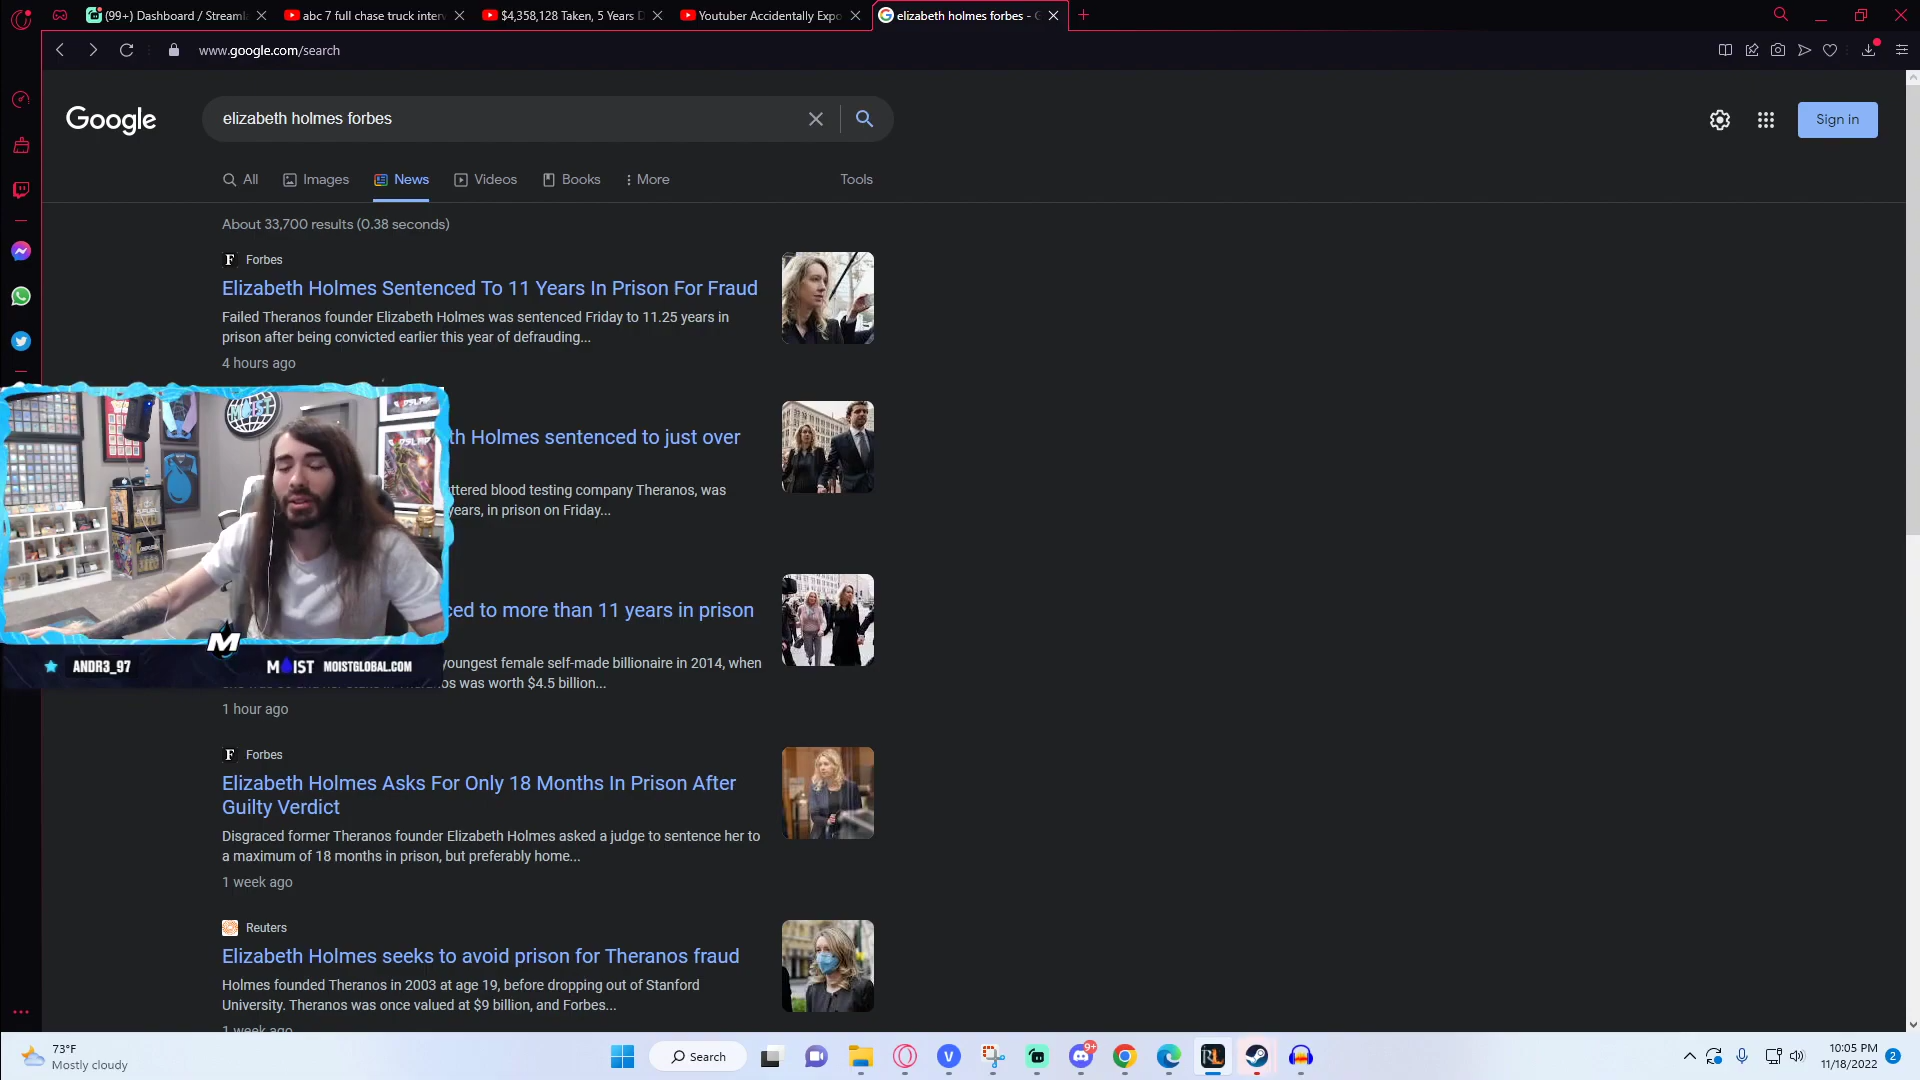 (99+) Dashboard / Streaml
abc 7 full chase truck interv
$4,358,128 Taken, 5 Years D
Youtuber Accidentally Expo
elizabeth holmes forbes - G
www.google.com/search
Google
elizabeth holmes forbes
Sign in
All
Images
News
Videos
Books
More
Tools
About 33,700 results (0.38 seconds)
F Forbes
Elizabeth Holmes Sentenced To 11 Years In Prison For Fraud
Failed Theranos founder Elizabeth Holmes was sentenced Friday to 11.25 years in
prison after being convicted earlier this year of defrauding...
4 hours ago
th Holmes sentenced to just over
ttered blood testing company Theranos, was
years, in prison on Friday...
ced to more than 11 years in prison
youngest female self-made billionaire in 2014, when
was worth $4.5 billion...
1 hour ago
MOIST
M
ANDR3_97
MOIST MOISTGLOBAL.COM
F Forbes
Elizabeth Holmes Asks For Only 18 Months In Prison After
Guilty Verdict
Disgraced former Theranos founder Elizabeth Holmes asked a judge to sentence her to
a maximum of 18 months in prison, but preferably home...
1 week ago
Reuters
Elizabeth Holmes seeks to avoid prison for Theranos fraud
Holmes founded Theranos in 2003 at age 19, before dropping out of Stanford
University. Theranos was once valued at $9 billion, and Forbes...
1 week ago
73°F
Mostly cloudy
Search
V
9+
RL
10:05 PM
11/18/2022
2